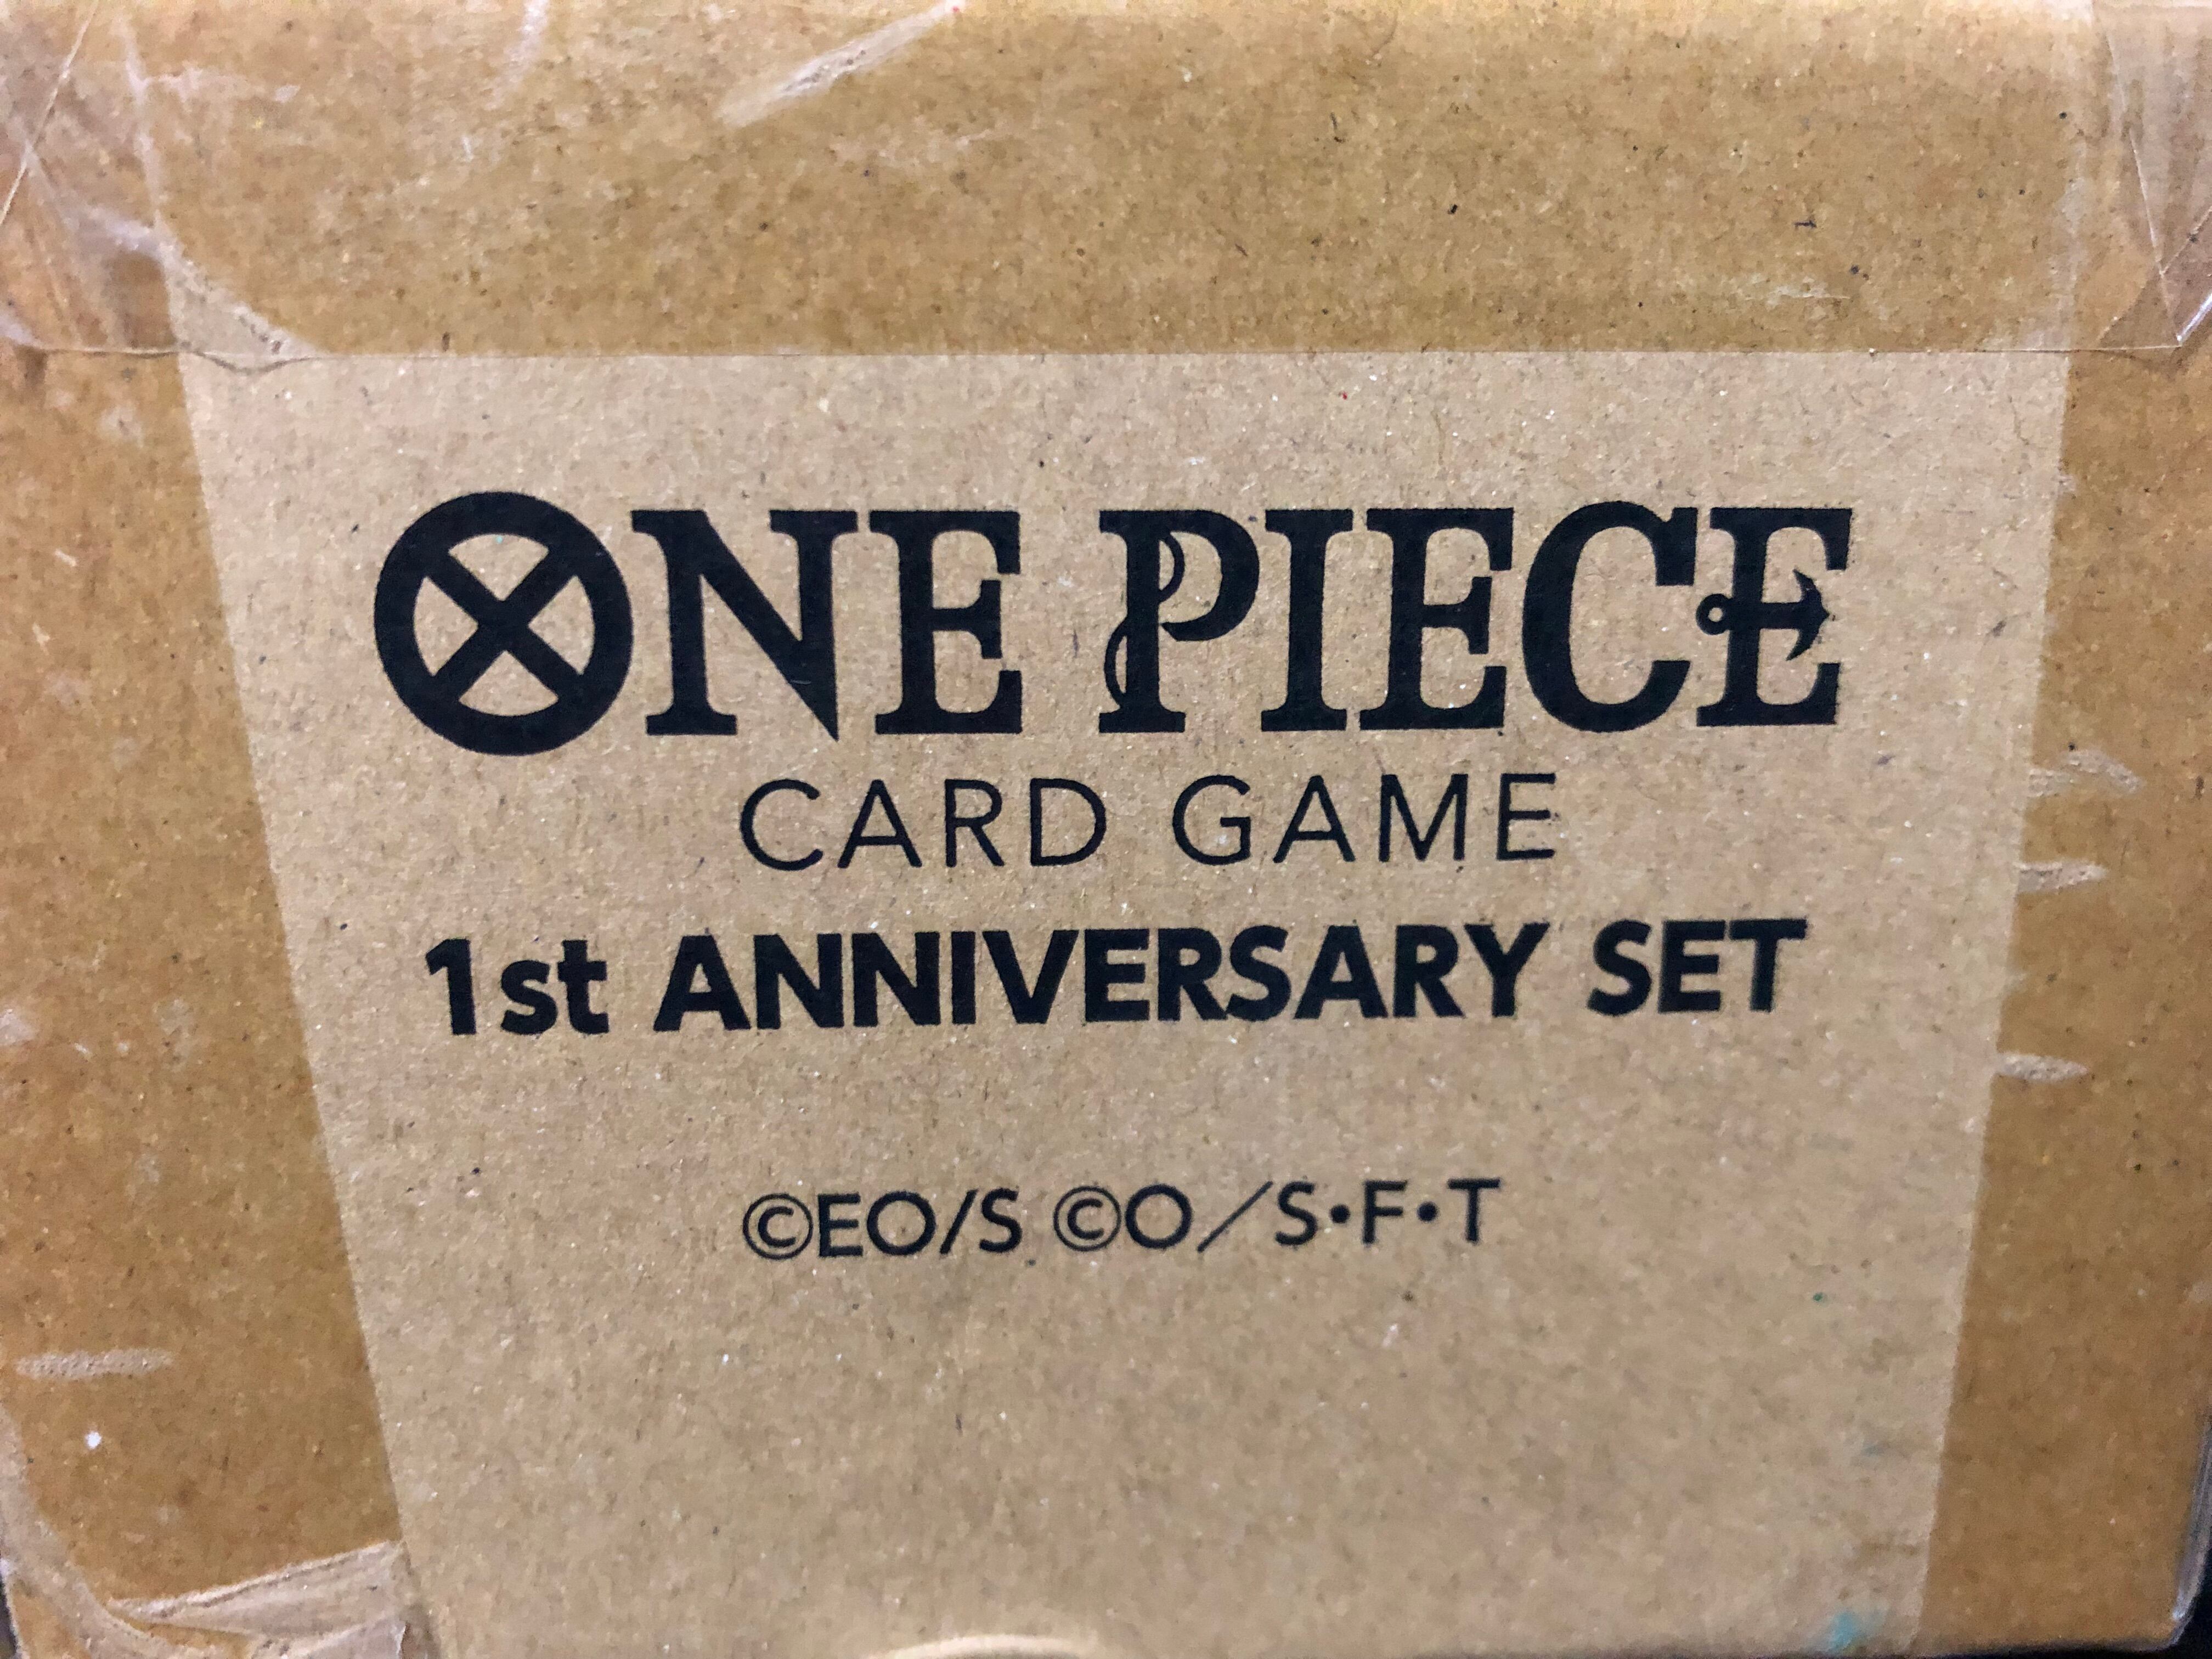 ONE PIECE
CARD GAME
1st ANNIVERSARY SET
©EO/S ©O／S・F・T